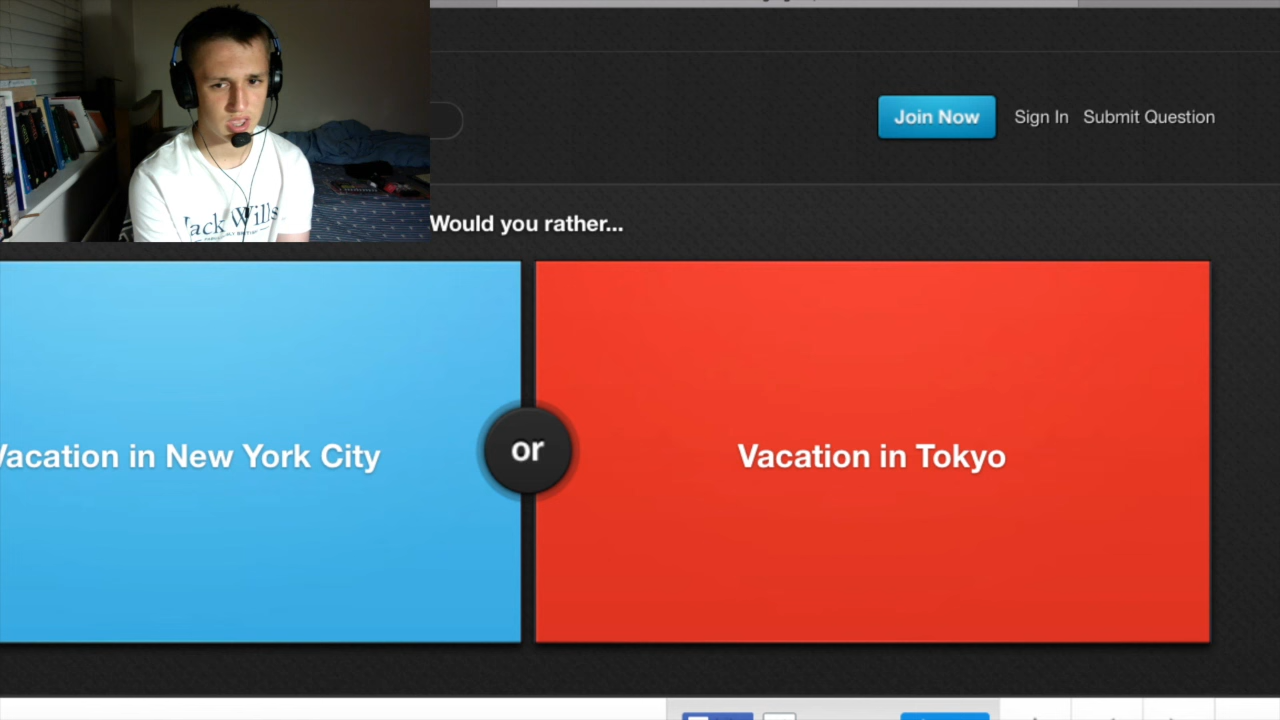 Join Now
Sign In
Submit Question
Jack Wills
Would you rather...
Vacation in New York City
or
Vacation in Tokyo